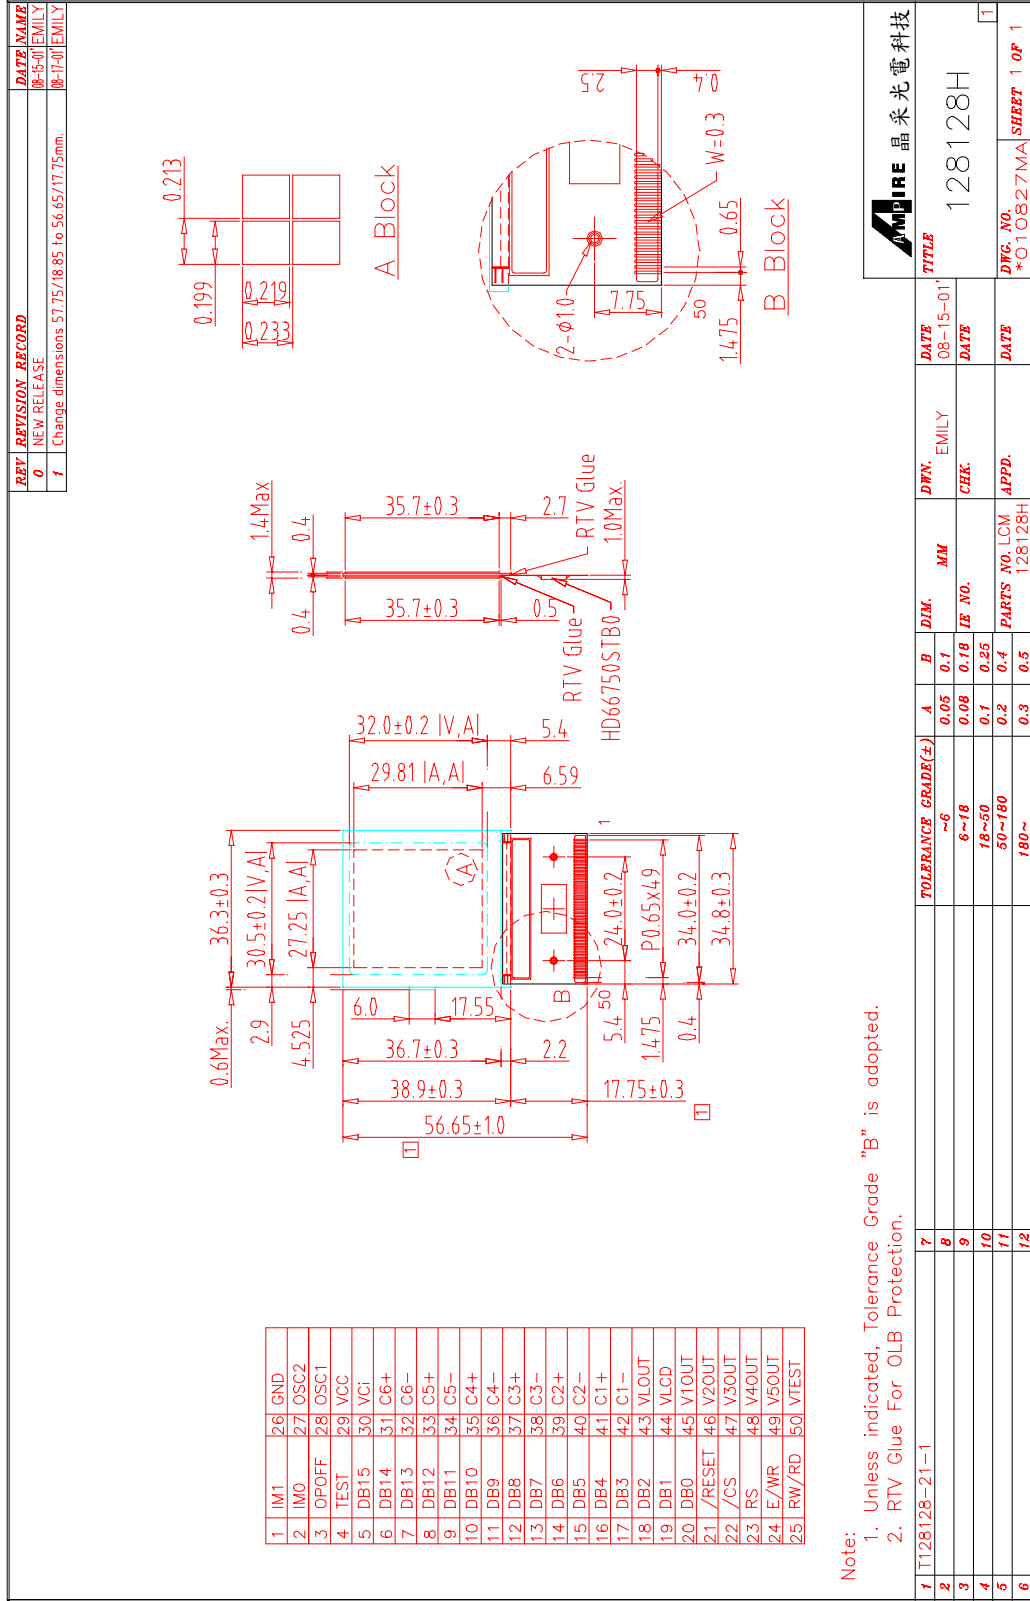 REV REVISION RECORD DATE NAME
0 NEW RELEASE 08-15-01' EMILY
1 Change dimensions 57.75/18.85 to 56.65/17.75mm. 08-17-01' EMILY
0.213
0.199
0.219
0.233
A Block
2.5
0.4
W=0.3
0.65
2-φ1.0
7.75
50
1.475
B Block
1.4Max
0.4
0.4
35.7±0.3
35.7±0.3
2.7
0.5
RTV Glue
RTV Glue
1.0Max.
HD66750STB0
32.0±0.2 |V,A|
5.4
29.81 |A,A|
6.59
36.3±0.3
30.5±0.2|V,A|
27.25 |A,A|
0.6Max.
2.9
4.525
A
6.0
17.55
36.7±0.3
2.2
38.9±0.3
17.75±0.3
56.65±1.0
1
1
B
1
50
24.0±0.2
5.4
P0.65x49
1.475
34.0±0.2
0.4
34.8±0.3
1 IM1 26 GND
2 IM0 27 OSC2
3 OPOFF 28 OSC1
4 TEST 29 VCC
5 DB15 30 VCi
6 DB14 31 C6+
7 DB13 32 C6-
8 DB12 33 C5+
9 DB11 34 C5-
10 DB10 35 C4+
11 DB9 36 C4-
12 DB8 37 C3+
13 DB7 38 C3-
14 DB6 39 C2+
15 DB5 40 C2-
16 DB4 41 C1+
17 DB3 42 C1-
18 DB2 43 VLOUT
19 DB1 44 VLCD
20 DB0 45 V1OUT
21 /RESET 46 V2OUT
22 /CS 47 V3OUT
23 RS 48 V4OUT
24 E/WR 49 V5OUT
25 RW/RD 50 VTEST
Note:
1. Unless indicated, Tolerance Grade "B" is adopted.
2. RTV Glue For OLB Protection.
1 T128128-21-1 7
2 8
3 9
4 10
5 11
6 12
TOLERANCE GRADE(±) A B
~6 0.05 0.1
6~18 0.08 0.18
18~50 0.1 0.25
50~180 0.2 0.4
180~ 0.3 0.5
DIM. MM
IE NO.
PARTS NO. LCM
128128H
DWN. EMILY
CHK.
APPD.
DATE
08-15-01'
DATE
DATE
AMPIRE 晶采光電科技
TITLE
128128H
1
DWG. NO.
*010827MA
SHEET 1 OF 1